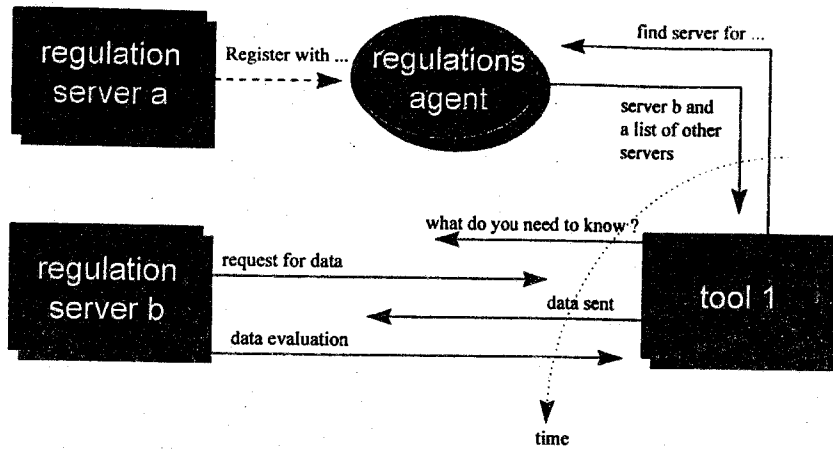 regulation
server a
Register with ...
regulations
agent
find server for ...
server b and
a list of other
servers
what do you need to know ?
regulation
server b
request for data
data sent
data evaluation
tool 1
time